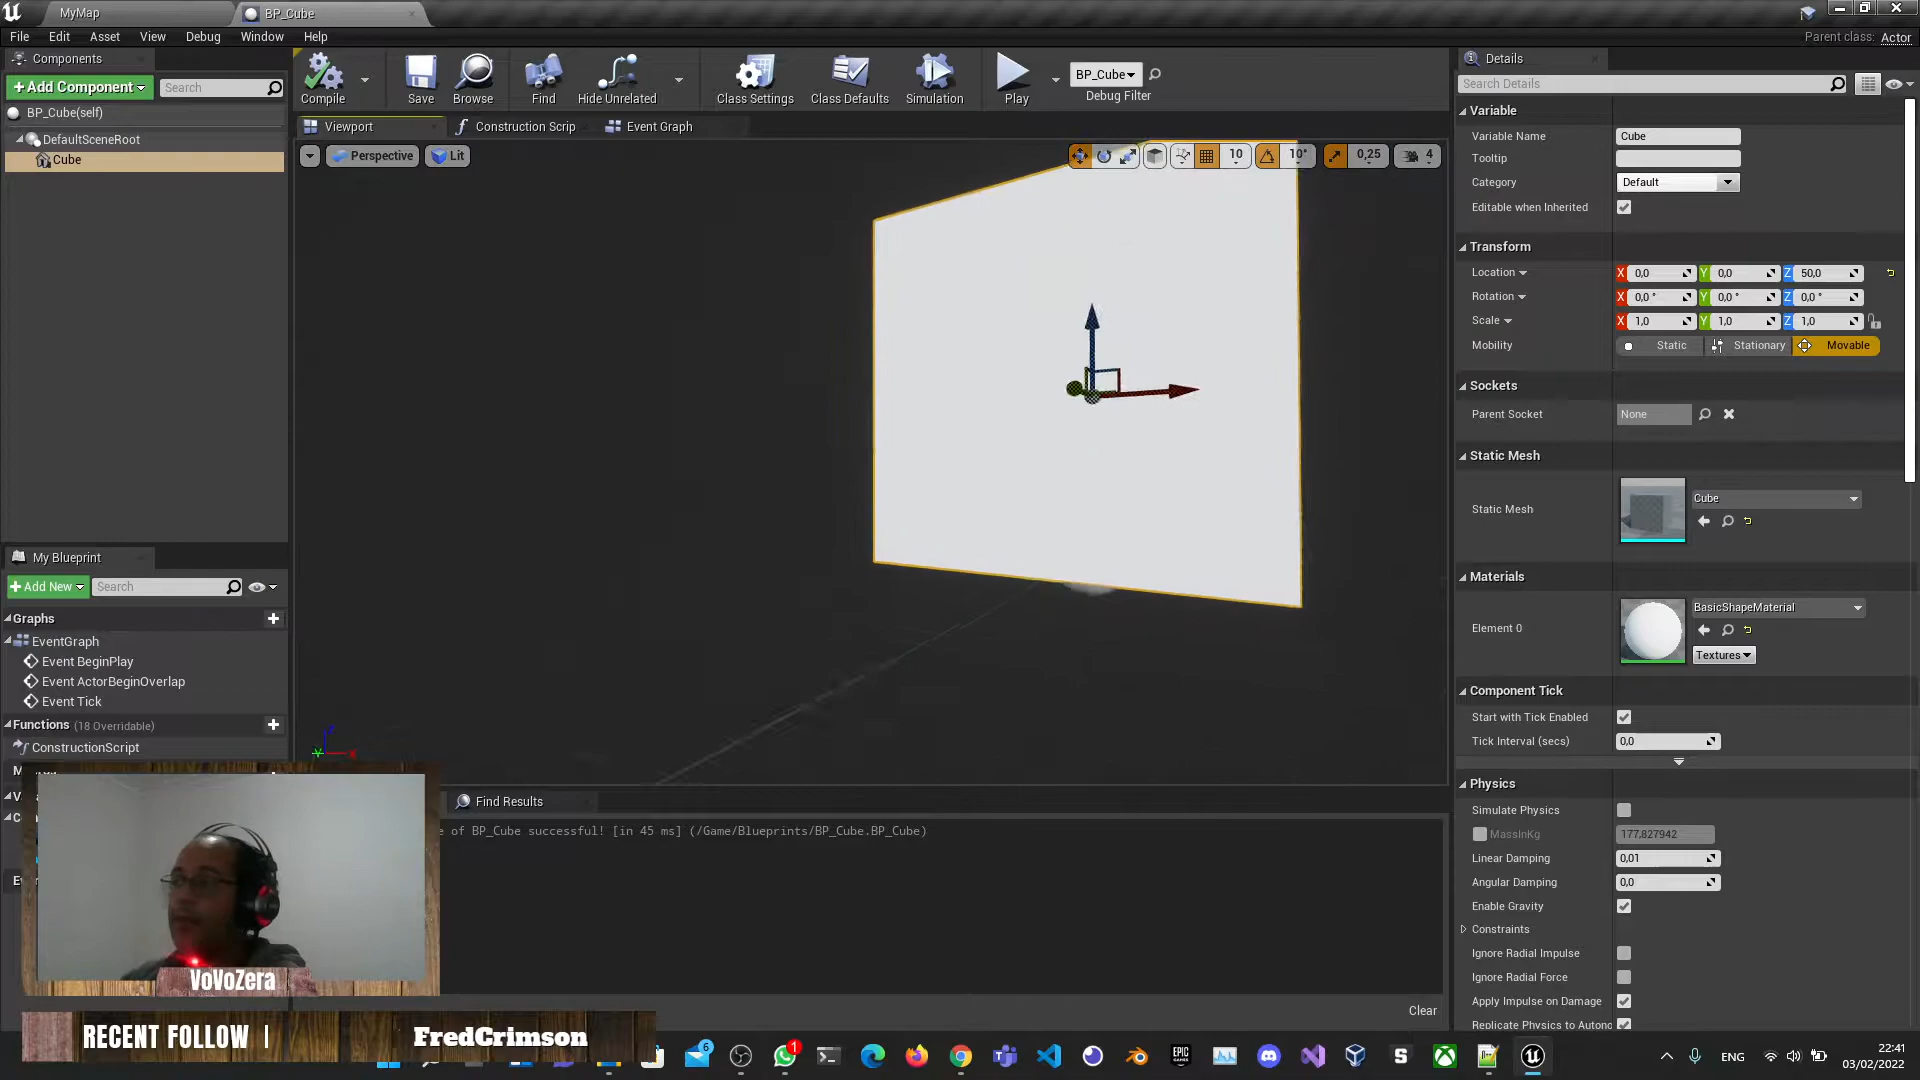 MyMap
BP_Cube
File Edit Asset View Debug Window Help
Parent class: Actor
Components
+ Add Component
Search
BP_Cube(self)
DefaultSceneRoot
Cube
Compile
Save
Browse
Find
Hide Unrelated
Class Settings
Class Defaults
Simulation
Play
BP_Cube
Debug Filter
Viewport
Construction Scrip
Event Graph
Perspective
Lit
10
10°
0,25
4
My Blueprint
+ Add New
Search
Graphs
EventGraph
Event BeginPlay
Event ActorBeginOverlap
Event Tick
Functions (18 Overridable)
ConstructionScript
Find Results
e of BP_Cube successful! [in 45 ms] (/Game/Blueprints/BP_Cube.BP_Cube)
Clear
Details
Search Details
Variable
Variable Name Cube
Tooltip
Category Default
Editable when Inherited
Transform
Location X 0,0 Y 0,0 Z 50,0
Rotation X 0,0 ° Y 0,0 ° Z 0,0 °
Scale X 1,0 Y 1,0 Z 1,0
Mobility Static Stationary Movable
Sockets
Parent Socket None
Static Mesh
Static Mesh Cube
Materials
Element 0 BasicShapeMaterial
Textures
Component Tick
Start with Tick Enabled
Tick Interval (secs) 0,0
Physics
Simulate Physics
MassInKg 177,827942
Linear Damping 0,01
Angular Damping 0,0
Enable Gravity
Constraints
Ignore Radial Impulse
Ignore Radial Force
Apply Impulse on Damage
Replicate Physics to Autono
VoVoZera
RECENT FOLLOW |
FredCrimson
6
1
EPIC GAMES
S
ENG
22:41
03/02/2022